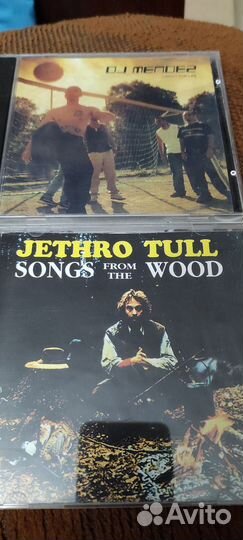 DJ MENDEZ
JETHRO TULL
SONGS FROM THE WOOD
Avito